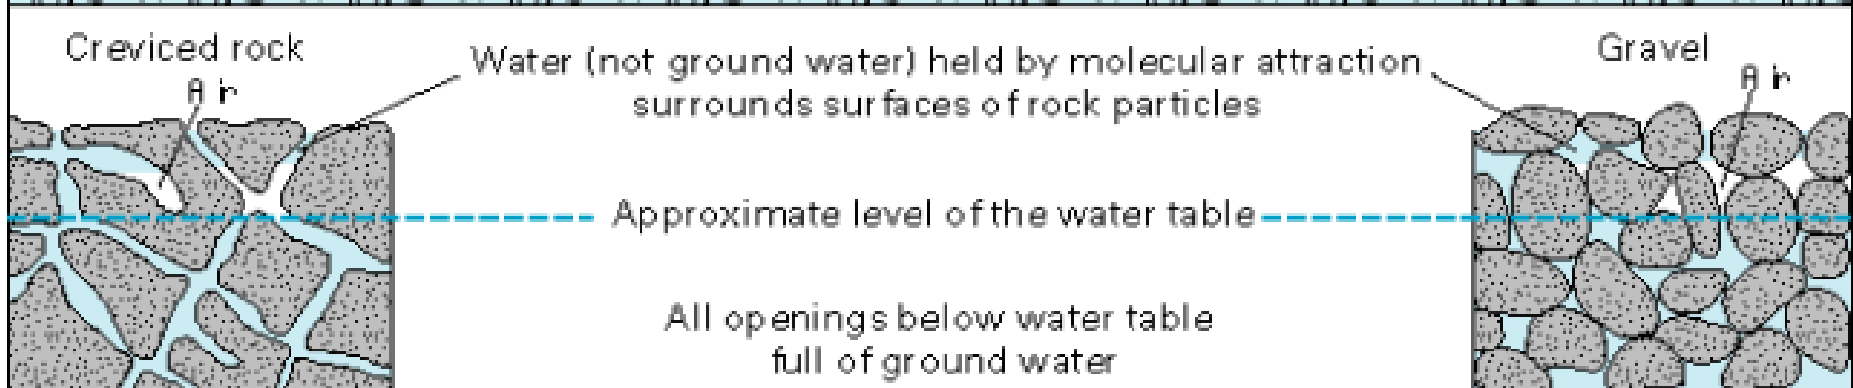 Creviced rock
Air
Water (not ground water) held by molecular attraction
surrounds surfaces of rock particles
Gravel
Air
Approximate level of the water table
All openings below water table
full of ground water